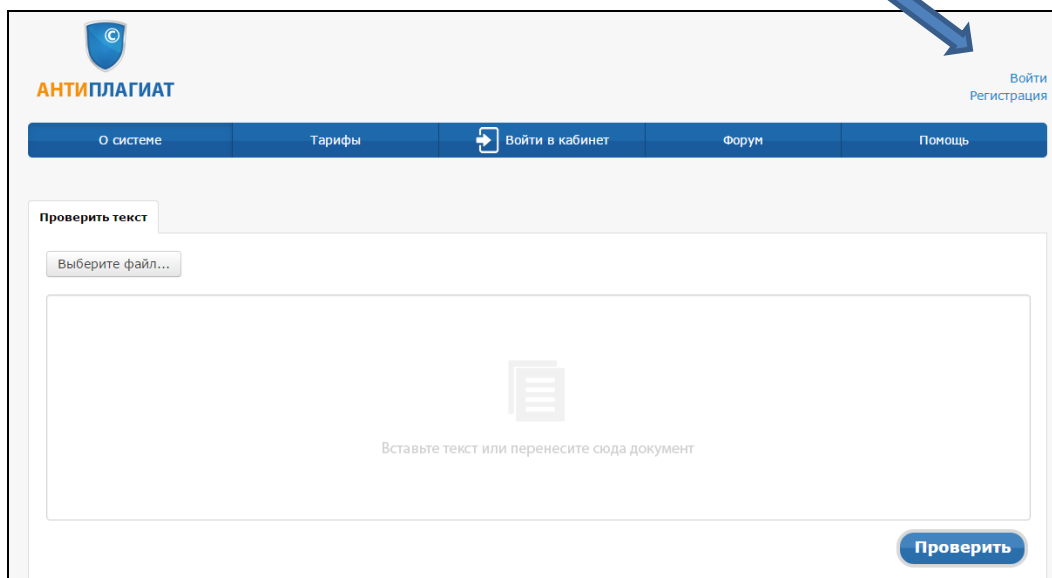 ©
АНТИПЛАГИАТ
Войти
Регистрация
О системе Тарифы Войти в кабинет Форум Помощь
Проверить текст
Выберите файл...
Вставьте текст или перенесите сюда документ
Проверить